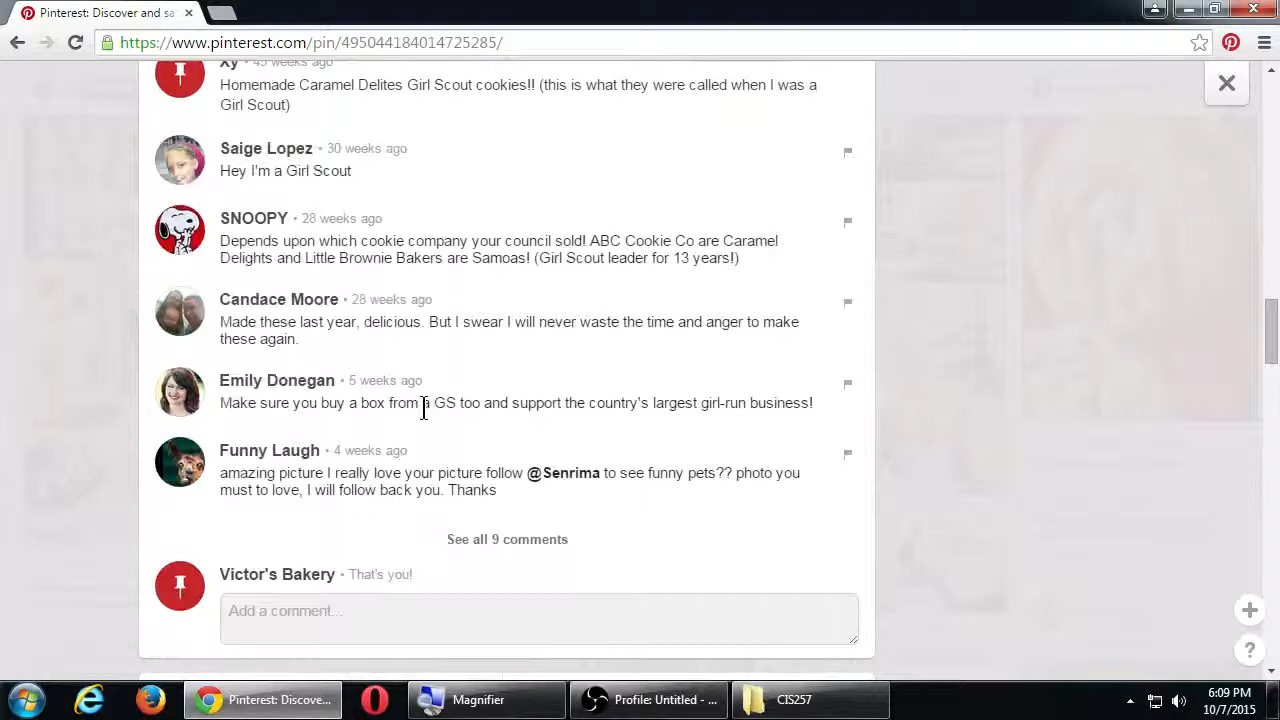 Pinterest: Discover and sa
https://www.pinterest.com/pin/495044184014725285/
Xy • 45 weeks ago
Homemade Caramel Delites Girl Scout cookies!! (this is what they were called when I was a
Girl Scout)
Saige Lopez • 30 weeks ago
Hey I'm a Girl Scout
SNOOPY • 28 weeks ago
Depends upon which cookie company your council sold! ABC Cookie Co are Caramel
Delights and Little Brownie Bakers are Samoas! (Girl Scout leader for 13 years!)
Candace Moore • 28 weeks ago
Made these last year, delicious. But I swear I will never waste the time and anger to make
these again.
Emily Donegan • 5 weeks ago
Make sure you buy a box from a GS too and support the country's largest girl-run business!
Funny Laugh • 4 weeks ago
amazing picture I really love your picture follow @Senrima to see funny pets?? photo you
must to love, I will follow back you. Thanks
See all 9 comments
Victor's Bakery • That's you!
Add a comment...
Pinterest: Discove... Magnifier Profile: Untitled - ... CIS257 6:09 PM
10/7/2015